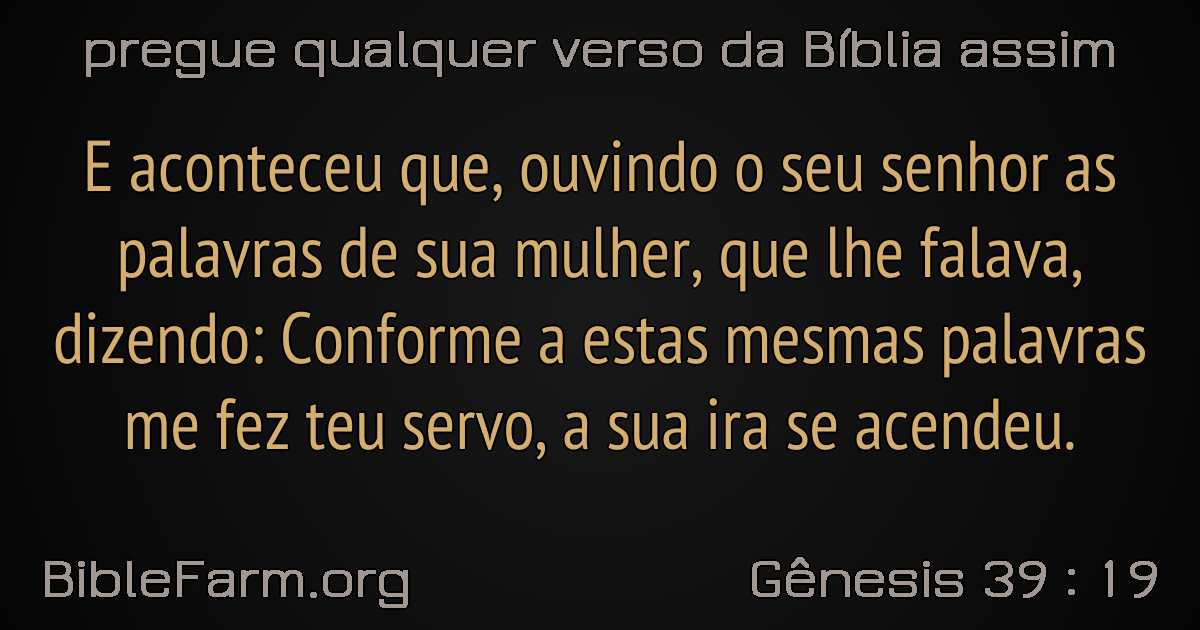 pregue qualquer verso da Bíblia assim
E aconteceu que, ouvindo o seu senhor as
palavras de sua mulher, que lhe falava,
dizendo: Conforme a estas mesmas palavras
me fez teu servo, a sua ira se acendeu.
BibleFarm.org
Gênesis 39 : 19